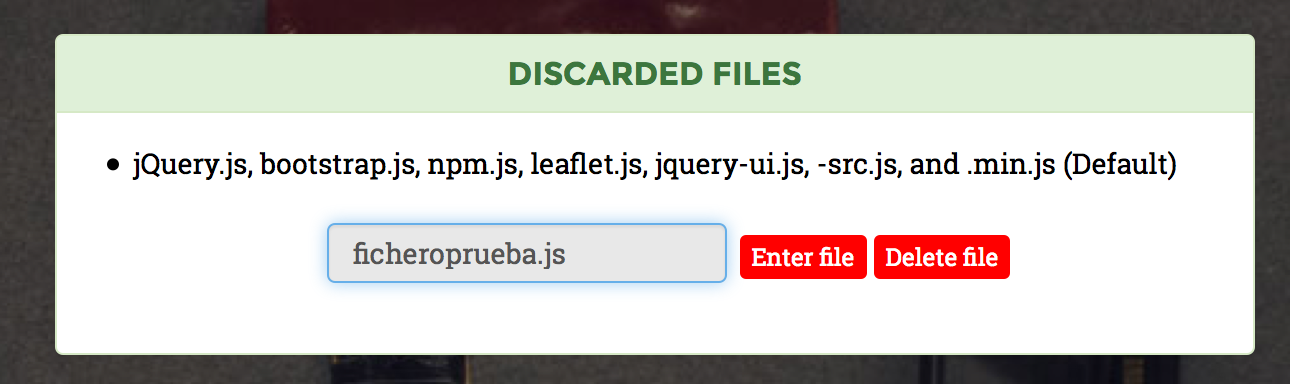 DISCARDED FILES
jQuery.js, bootstrap.js, npm.js, leaflet.js, jquery-ui.js, -src.js, and .min.js (Default)
ficheroprueba.js Enter file Delete file